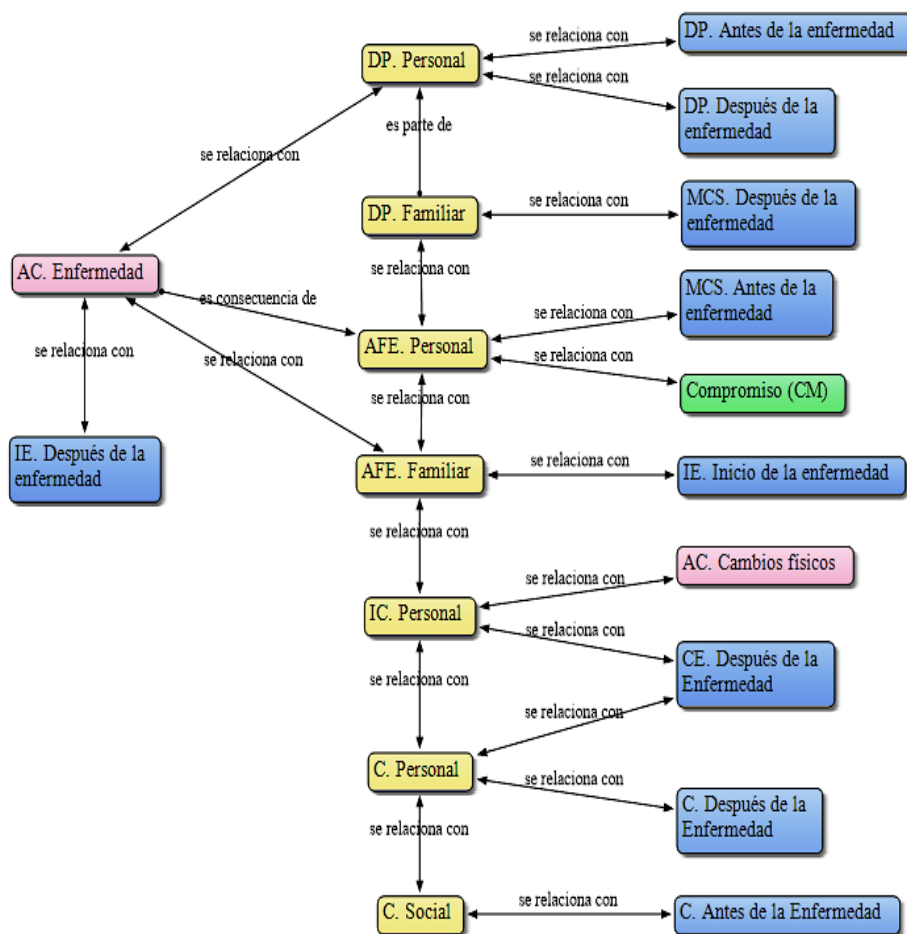 se relaciona con
DP. Antes de la enfermedad
DP. Personal
se relaciona con
DP. Después de la
enfermedad
es parte de
se relaciona con
DP. Familiar
se relaciona con
MCS. Después de la
enfermedad
AC. Enfermedad
se relaciona con
es consecuencia de
MCS. Antes de la
enfermedad
se relaciona con
AFE. Personal
se relaciona con
se relaciona con
se relaciona con
Compromiso (CM)
se relaciona con
IE. Después de la
enfermedad
AFE. Familiar
se relaciona con
IE. Inicio de la enfermedad
se relaciona con
AC. Cambios físicos
se relaciona con
IC. Personal
se relaciona con
CE. Después de la
Enfermedad
se relaciona con
se relaciona con
C. Personal
se relaciona con
C. Después de la
Enfermedad
se relaciona con
C. Social
se relaciona con
C. Antes de la Enfermedad